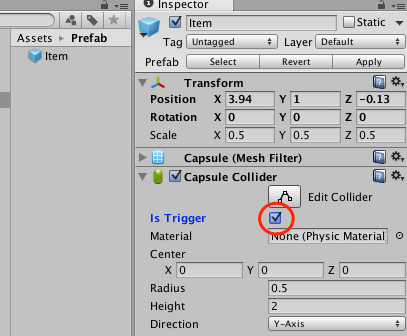 Inspector
Item
Static
Tag Untagged Layer Default
Prefab Select Revert Apply
Assets ▸ Prefab
Item
Transform
Position X 3.94 Y 1 Z -0.13
Rotation X 0 Y 0 Z 0
Scale X 0.5 Y 0.5 Z 0.5
Capsule (Mesh Filter)
Capsule Collider
Edit Collider
Is Trigger
Material None (Physic Material
Center
X 0 Y 0 Z 0
Radius 0.5
Height 2
Direction Y-Axis